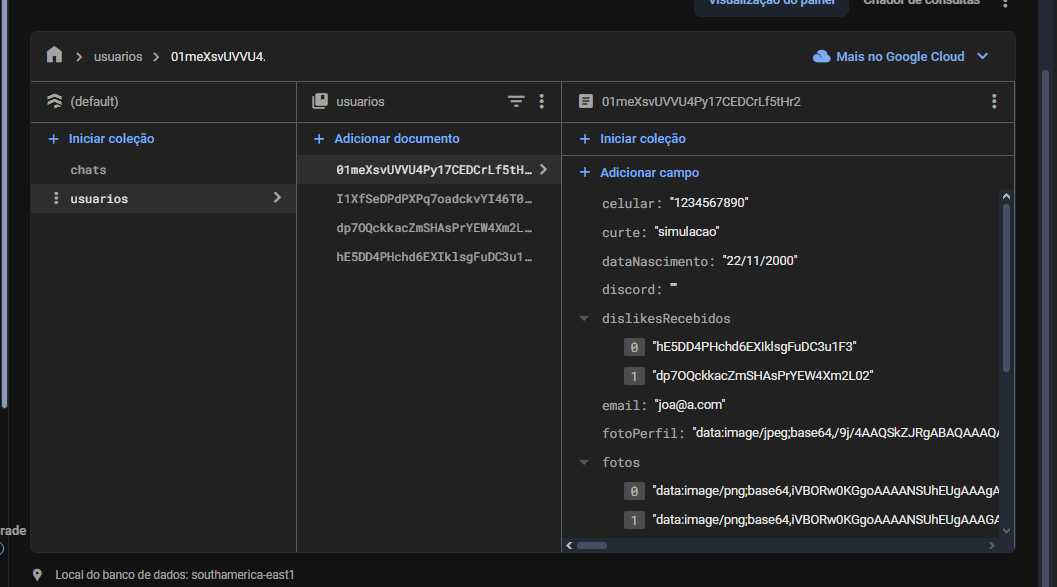 Visualização do painel
Criador de consultas
usuarios
01meXsvUVVU4.
Mais no Google Cloud
(default)
Iniciar coleção
chats
usuarios
usuarios
Adicionar documento
01meXsvUVVU4Py17CEDCrLf5tH…
I1XfSeDPdPXPq7oadckvYI46T0…
dp7OQckkacZmSHAsPrYEW4Xm2L…
hE5DD4PHchd6EXIklsgFuDC3u1…
01meXsvUVVU4Py17CEDCrLf5tHr2
Iniciar coleção
Adicionar campo
celular: "1234567890"
curte: "simulacao"
dataNascimento: "22/11/2000"
discord: ""
dislikesRecebidos
0 "hE5DD4PHchd6EXIklsgFuDC3u1F3"
1 "dp7OQckkacZmSHAsPrYEW4Xm2L02"
email: "joa@a.com"
fotoPerfil: "data:image/jpeg;base64,/9j/4AAQSkZJRgABAQAAAQA
fotos
0 "data:image/png;base64,iVBORw0KGgoAAAANSUhEUgAAAgA
1 "data:image/png;base64,iVBORw0KGgoAAAANSUhEUgAAAGA
rade
Local do banco de dados: southamerica-east1